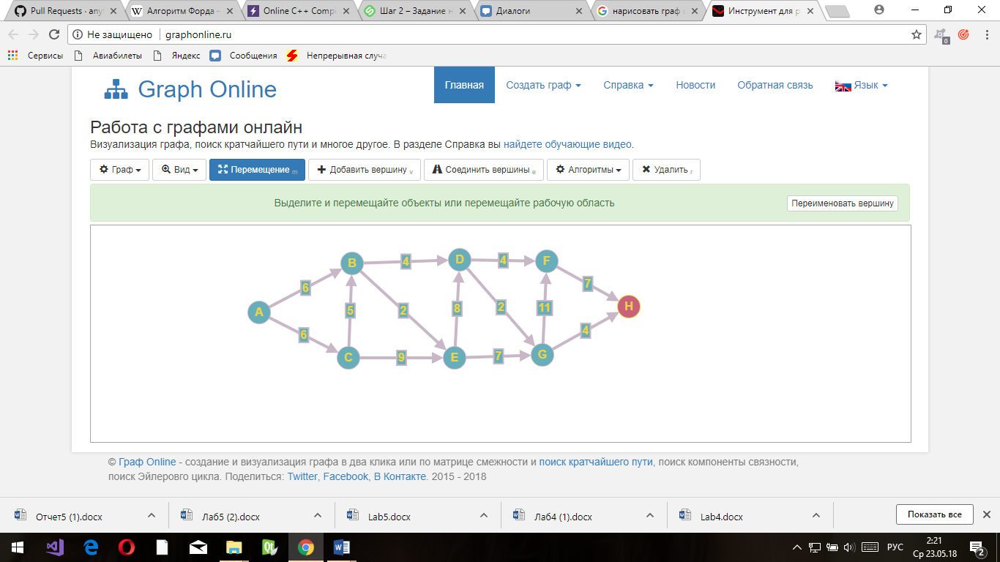 Pull Requests · any
Алгоритм Форда –
Online C++ Compi
Шаг 2 – Задание н
Диалоги
нарисовать граф
Инструмент для р
Не защищено graphonline.ru
0
Сервисы Авиабилеты Яндекс Сообщения Непрерывная случа
Graph Online
Главная Создать граф Справка Новости Обратная связь Язык
Работа с графами онлайн
Визуализация графа, поиск кратчайшего пути и многое другое. В разделе Справка вы найдете обучающие видео.
Граф Вид Перемещение m Добавить вершину v Соединить вершины e Алгоритмы Удалить r
Выделите и перемещайте объекты или перемещайте рабочую область
Переименовать вершину
B 4 D 4 F
6 7
A 5 2 8 2 11 H
6 4
C 9 E 7 G
© Граф Online - создание и визуализация графа в два клика или по матрице смежности и поиск кратчайшего пути, поиск компоненты связности,
поиск Эйлерового цикла. Поделиться: Twitter, Facebook, В Контакте. 2015 - 2018
Отчет5 (1).docx Лаб5 (2).docx Lab5.docx Лаб4 (1).docx Lab4.docx Показать все
РУС
2:21
Ср 23.05.18
2